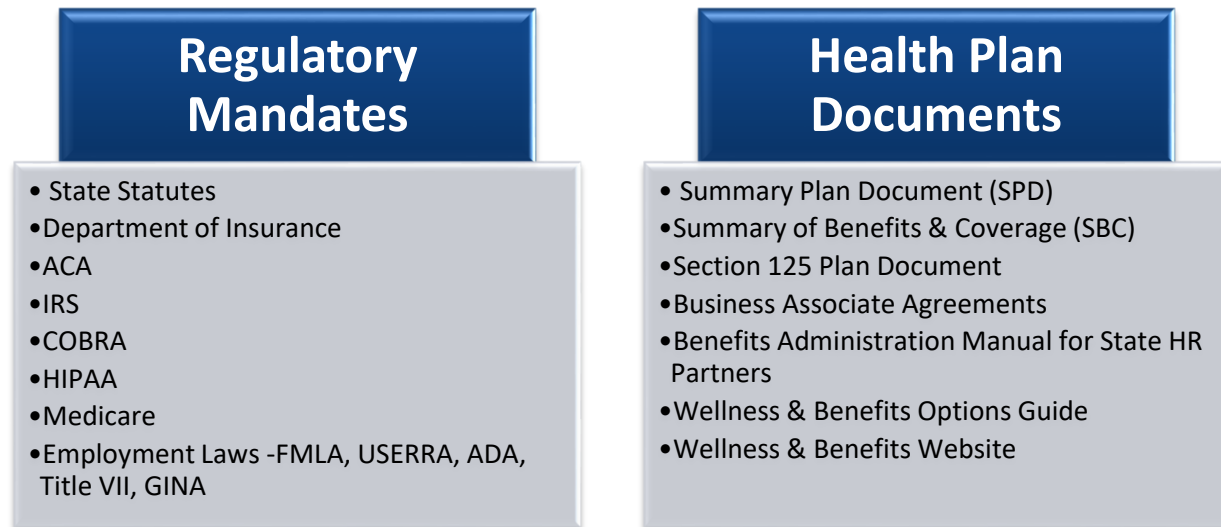 Regulatory
Mandates
• State Statutes
•Department of Insurance
•ACA
•IRS
•COBRA
•HIPAA
•Medicare
•Employment Laws -FMLA, USERRA, ADA,
Title VII, GINA
Health Plan
Documents
• Summary Plan Document (SPD)
•Summary of Benefits & Coverage (SBC)
•Section 125 Plan Document
•Business Associate Agreements
•Benefits Administration Manual for State HR
Partners
•Wellness & Benefits Options Guide
•Wellness & Benefits Website